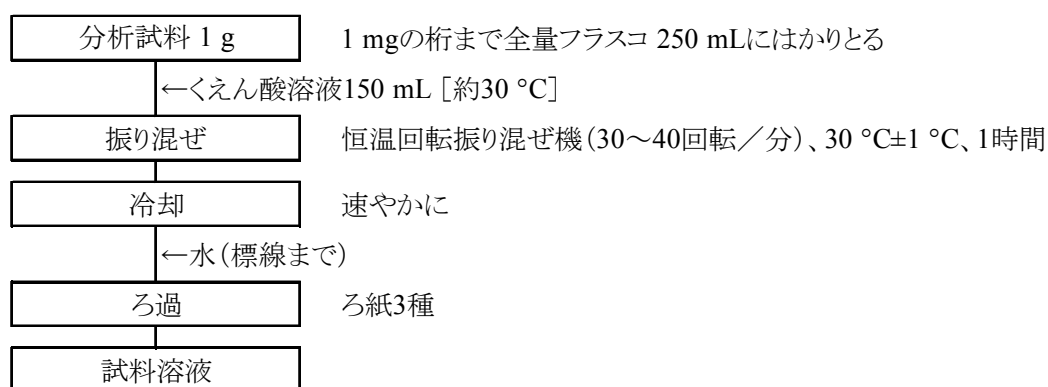 分析試料 1 g 1 mgの桁まで全量フラスコ 250 mLにはかりとる
←くえん酸溶液150 mL [約30 °C]
振り混ぜ 恒温回転振り混ぜ機(30～40回転／分)、30 °C±1 °C、1時間
冷却 速やかに
←水(標線まで)
ろ過 ろ紙3種
試料溶液